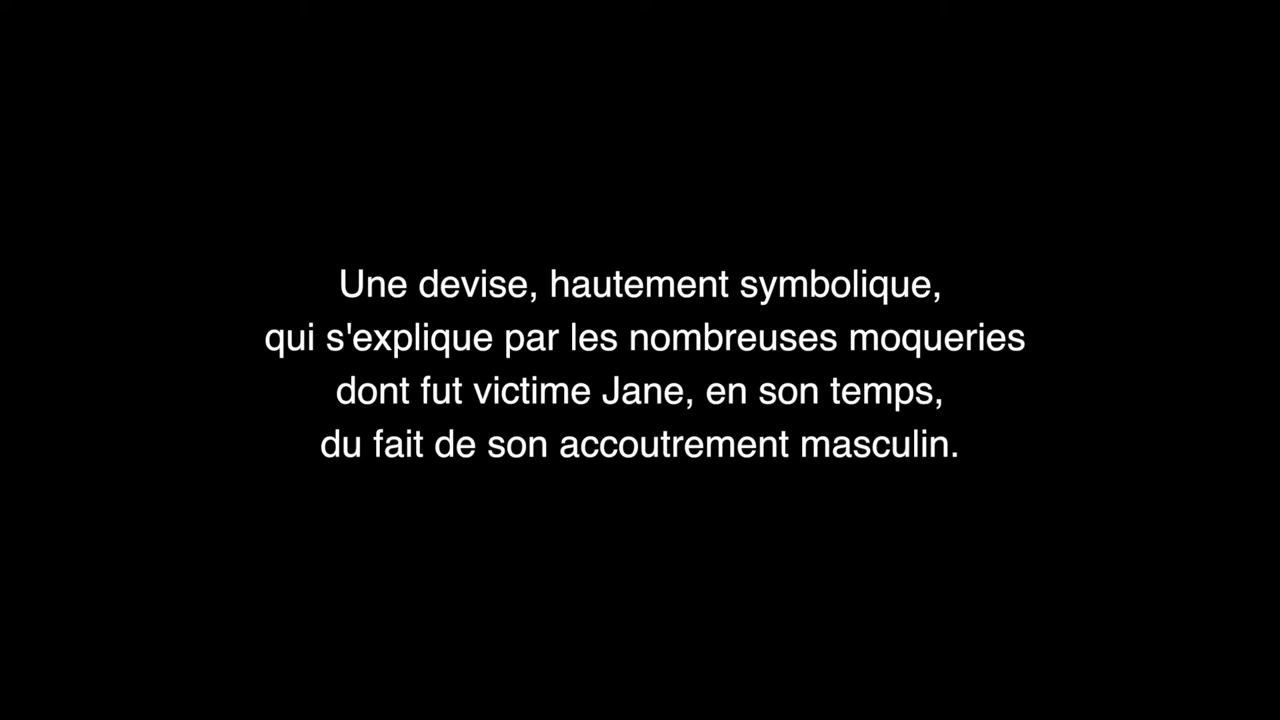 Une devise, hautement symbolique,
qui s'explique par les nombreuses moqueries
dont fut victime Jane, en son temps,
du fait de son accoutrement masculin.